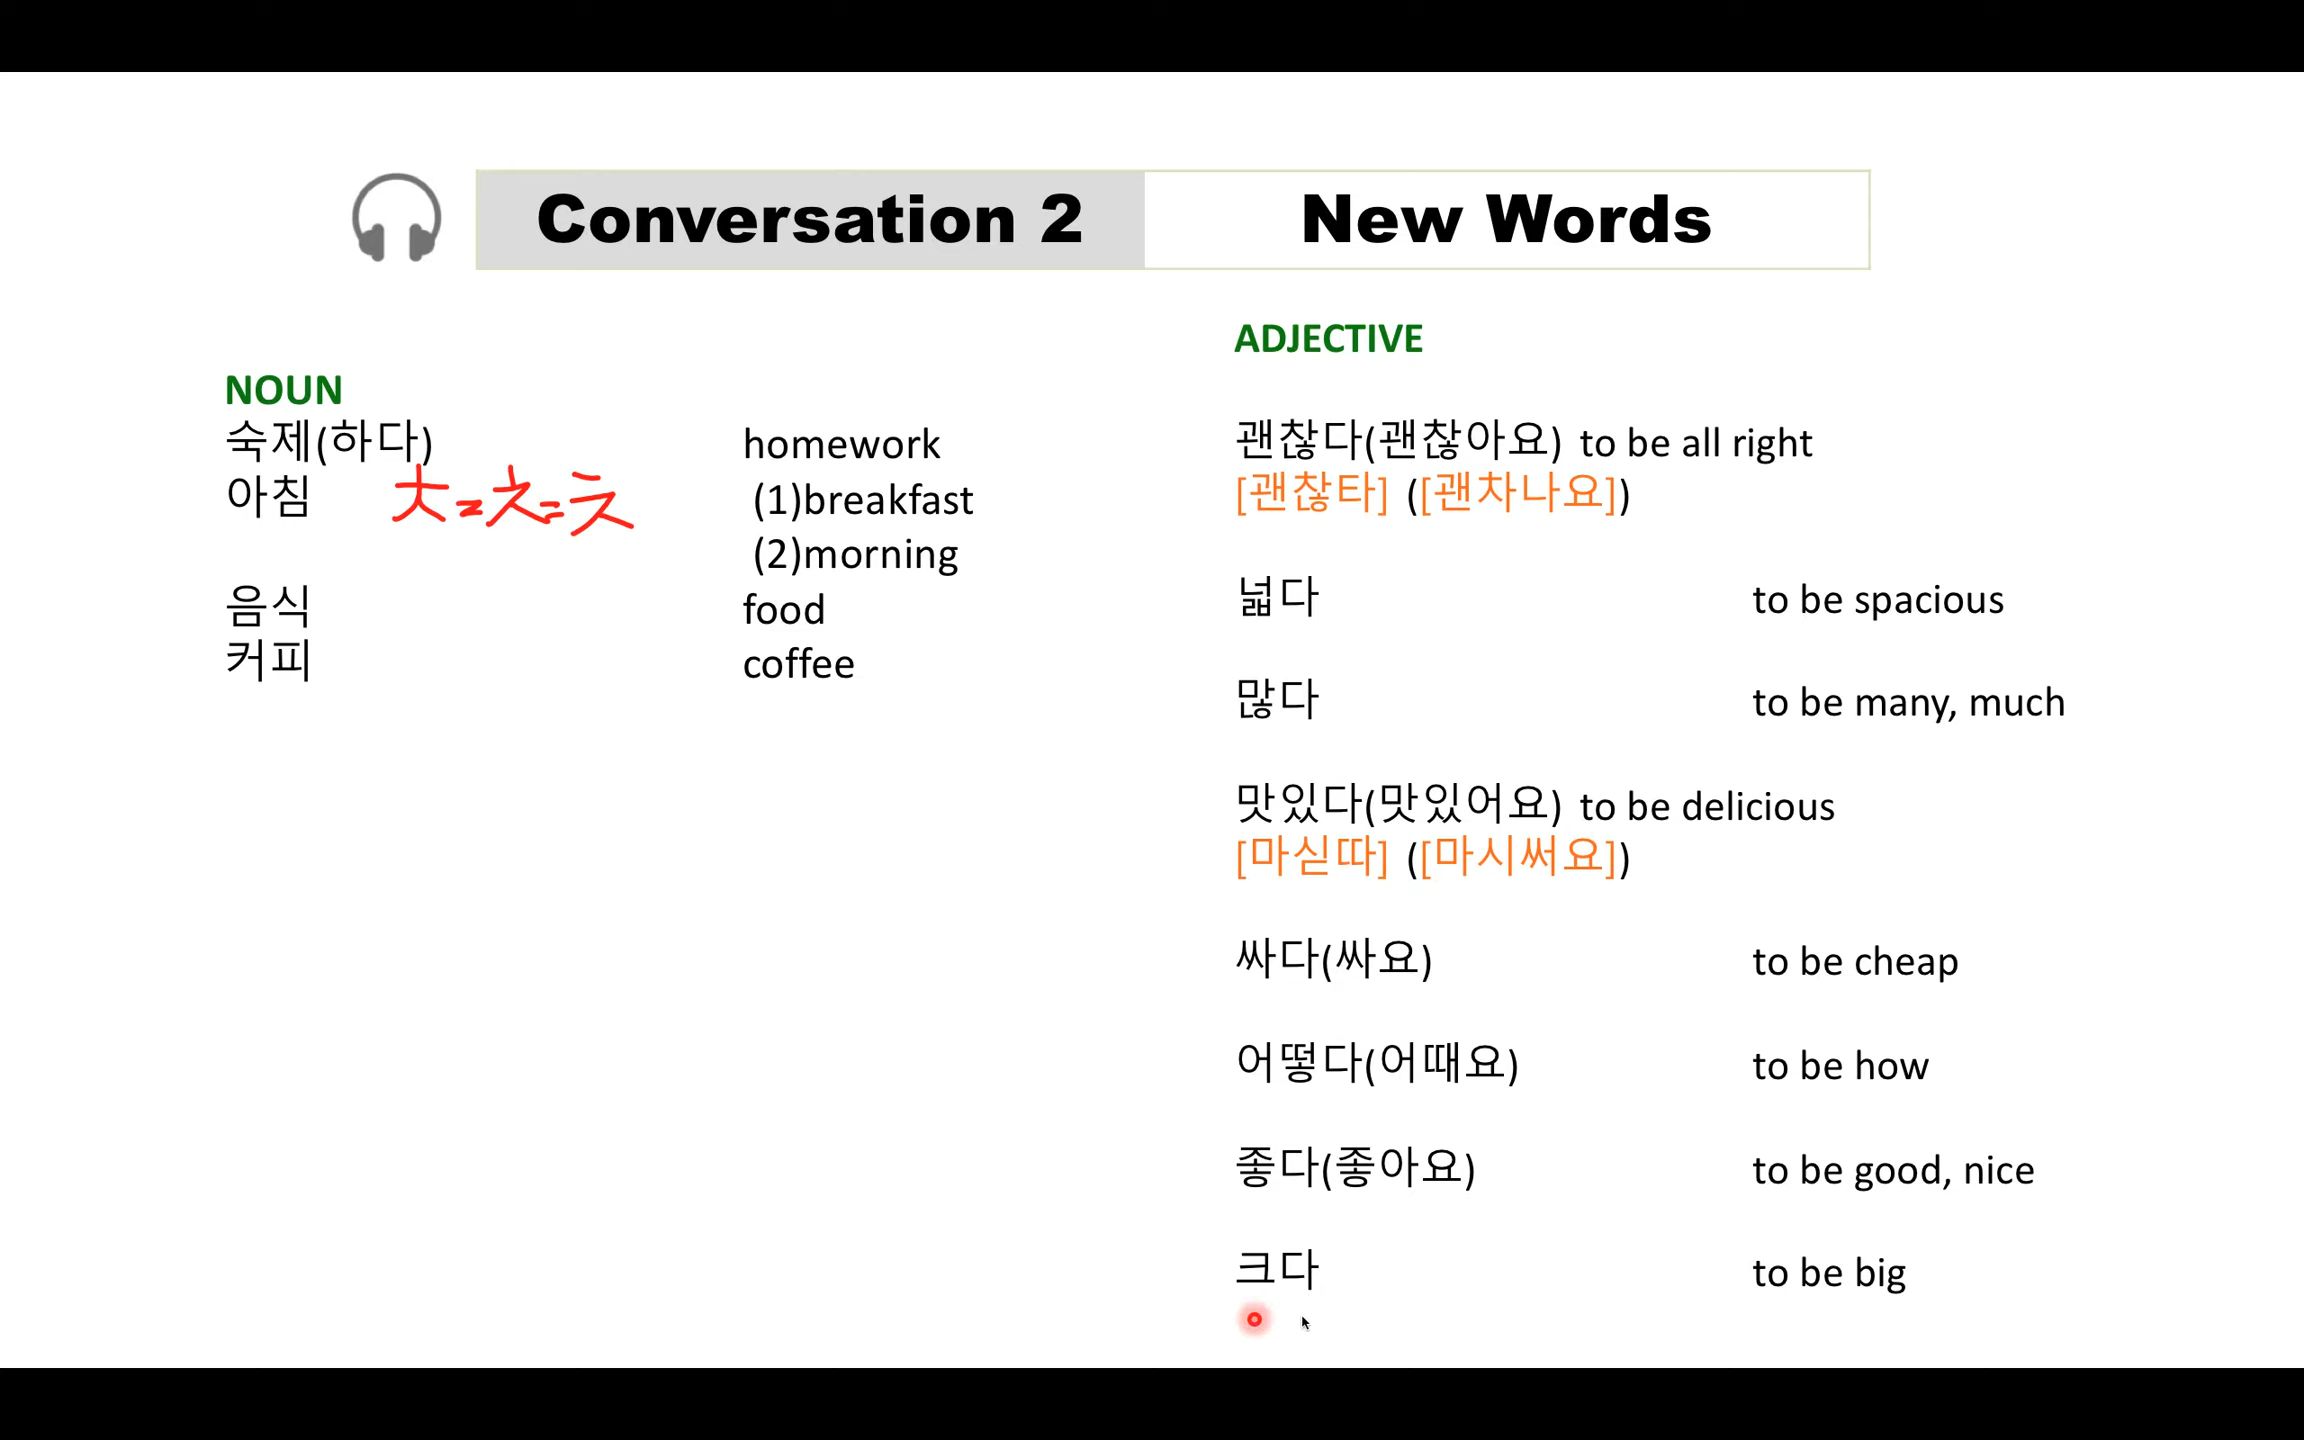 Conversation 2 New Words
NOUN
숙제(하다) homework
아침 ㅊ=ㅊ=ㅊ (1)breakfast
(2)morning
음식 food
커피 coffee
ADJECTIVE
괜찮다(괜찮아요) to be all right
[괜찮타] ([괜차나요])
넓다 to be spacious
많다 to be many, much
맛있다(맛있어요) to be delicious
[마싣따] ([마시써요])
싸다(싸요) to be cheap
어떻다(어때요) to be how
좋다(좋아요) to be good, nice
크다 to be big